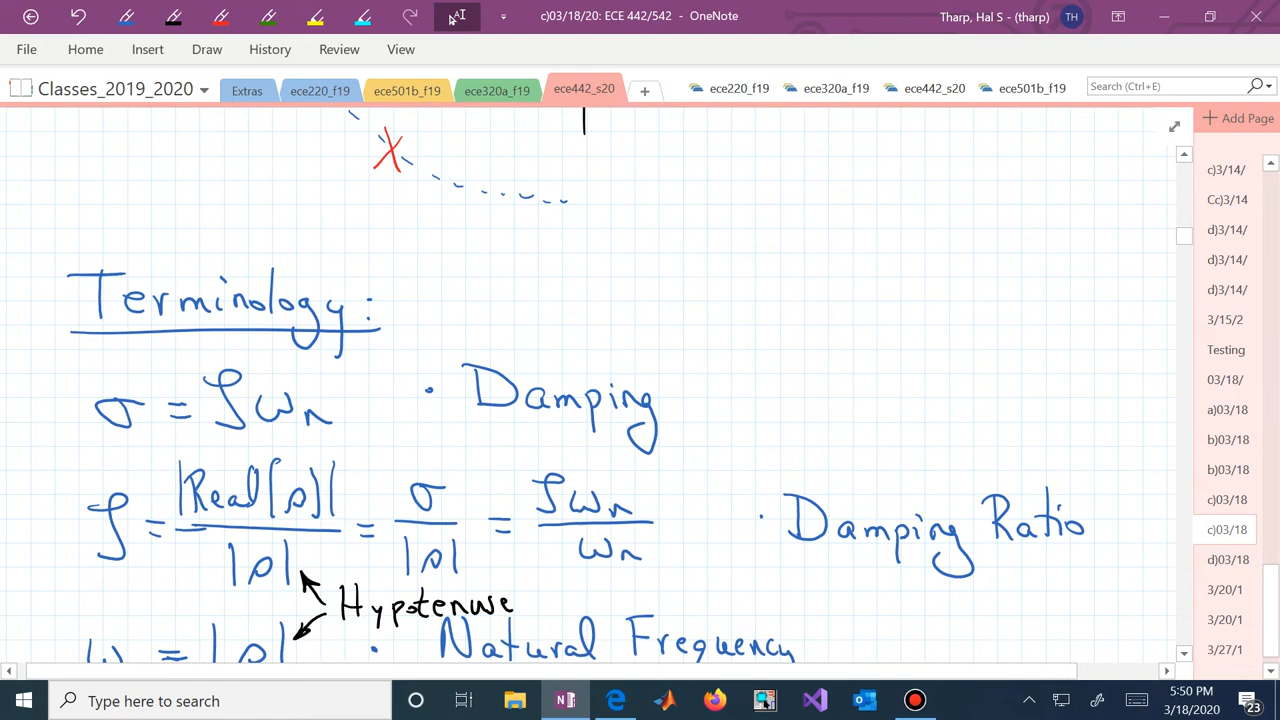 c)03/18/20: ECE 442/542 - OneNote
Tharp, Hal S - (tharp) TH
File Home Insert Draw History Review View
Classes_2019_2020 Extras ece220_f19 ece501b_f19 ece320a_f19 ece442_s20 + ece220_f19 ece320a_f19 ece442_s20 ece501b_f19 Search (Ctrl+E)
+ Add Page
c)3/14/
Cc)3/14
d)3/14/
d)3/14/
d)3/14/
3/15/2
Testing
03/18/
a)03/18
b)03/18
b)03/18
c)03/18
c)03/18
d)03/18
3/20/1
3/20/1
3/27/1
X
Terminology:
σ = ζωn · Damping
ζ = |Real[s]| / |s| = σ / |s| = ζωn / ωn · Damping Ratio
Hypotenuse
ω = |s| · Natural Frequency
Type here to search
5:50 PM
3/18/2020
23